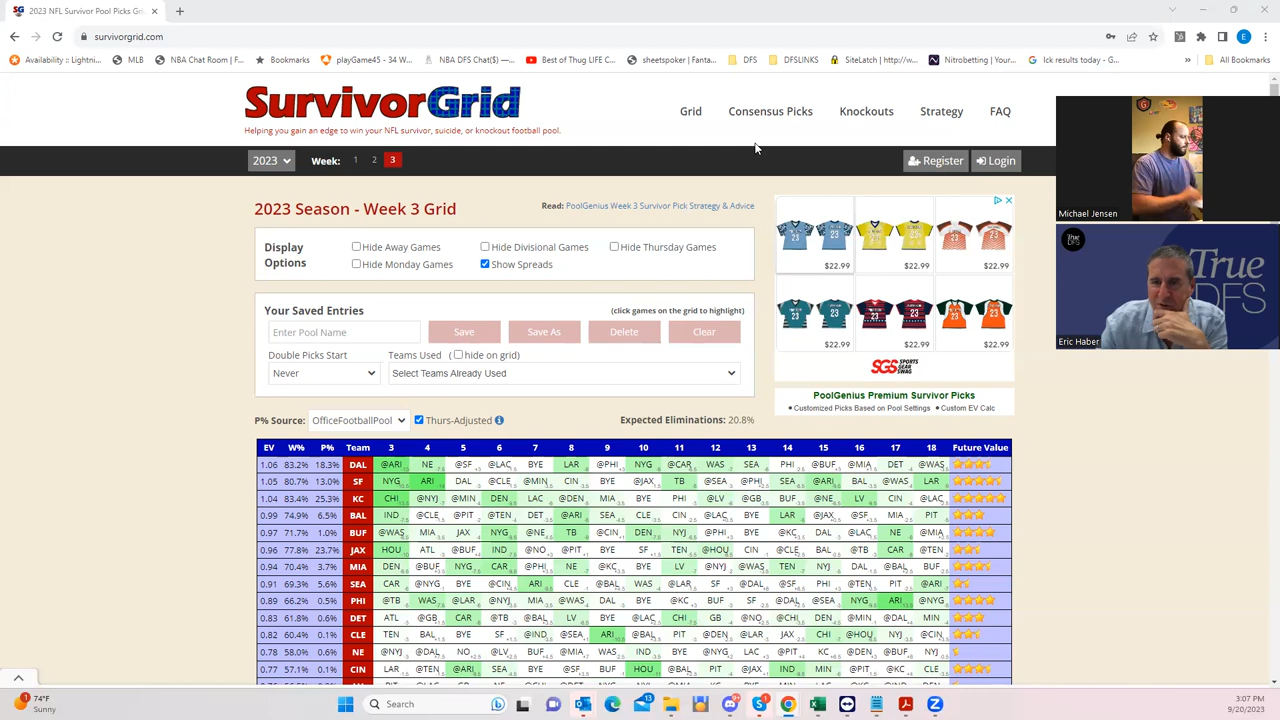 2023 NFL Survivor Pool Picks Gri
survivorgrid.com
Availability :: Lightni... MLB NBA Chat Room | F... Bookmarks playGame45 - 34 W... NBA DFS Chat($) —... Best of Thug LIFE C... sheetspoker | Fanta... DFS DFSLINKS SiteLatch | http://w... Nitrobetting | Your... Ick results today - G... » All Bookmarks
SurvivorGrid
Helping you gain an edge to win your NFL survivor, suicide, or knockout football pool.
Grid Consensus Picks Knockouts Strategy FAQ
2023 Week: 1 2 3 Register Login
2023 Season - Week 3 Grid
Read: PoolGenius Week 3 Survivor Pick Strategy & Advice
Display Options
Hide Away Games Hide Divisional Games Hide Thursday Games
Hide Monday Games Show Spreads
Your Saved Entries (click games on the grid to highlight)
Enter Pool Name Save Save As Delete Clear
Double Picks Start Teams Used ( hide on grid)
Never Select Teams Already Used
P% Source: OfficeFootballPool Thurs-Adjusted Expected Eliminations: 20.8%
$22.99 $22.99 $22.99
$22.99 $22.99 $22.99
SGS SPORTS GEAR SWAG
PoolGenius Premium Survivor Picks
• Customized Picks Based on Pool Settings • Custom EV Calc
Michael Jensen
True DFS
Eric Haber
EV W% P% Team 3 4 5 6 7 8 9 10 11 12 13 14 15 16 17 18 Future Value
1.06 83.2% 18.3% DAL @ARI NE @SF @LAC BYE LAR @PHI NYG @CAR WAS SEA PHI @BUF @MIA DET @WAS
1.05 80.7% 13.0% SF NYG ARI DAL @CLE @MIN CIN BYE @JAX TB @SEA @PHI SEA @ARI BAL @WAS LAR
1.04 83.4% 25.3% KC CHI @NYJ @MIN DEN LAC @DEN MIA BYE PHI @LV @GB BUF @NE LV CIN @LAC
0.99 74.9% 6.5% BAL IND @CLE @PIT @TEN DET @ARI SEA CLE CIN @LAC BYE LAR @JAX @SF MIA PIT
0.97 71.7% 1.0% BUF @WAS MIA JAX NYG @NE TB @CIN DEN NYJ @PHI BYE @KC DAL @LAC NE @MIA
0.96 77.8% 23.7% JAX HOU ATL @BUF IND @NO @PIT BYE SF TEN @HOU CIN @CLE BAL @TB CAR @TEN
0.94 70.4% 3.7% MIA DEN @BUF NYG CAR @PHI NE @KC BYE LV @NYJ @WAS TEN NYJ DAL @BAL BUF
0.91 69.3% 5.6% SEA CAR @NYG BYE @CIN ARI CLE @BAL WAS @LAR SF @DAL @SF PHI @TEN PIT @ARI
0.89 66.2% 0.5% PHI @TB WAS @LAR @NYJ MIA @WAS DAL BYE @KC BUF SF @DAL @SEA NYG ARI @NYG
0.83 61.8% 0.6% DET ATL @GB CAR @TB @BAL LV BYE @LAC CHI GB @NO @CHI DEN @MIN @DAL MIN
0.82 60.4% 0.1% CLE TEN BAL BYE SF @IND @SEA ARI @BAL PIT @DEN @LAR JAX CHI @HOU NYJ @CIN
0.78 58.0% 0.6% NE @NYJ @DAL NO @LV BUF @MIA WAS IND BYE @NYG LAC @PIT KC @DEN @BUF NYJ
0.77 57.1% 0.1% CIN LAR @TEN @ARI SEA BYE @SF BUF HOU @BAL PIT @JAX IND MIN @PIT @KC CLE
74°F
Sunny
Search
13
3:07 PM
9/20/2023